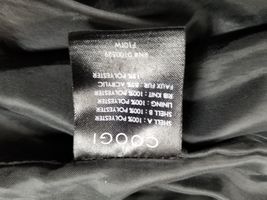 COOGI
SHELL A : 100% POLYESTER
SHELL B : 100% POLYESTER
LINING : 100% POLYESTER
RIB KNIT: 100% POLYESTER
FAUX FUR : 85% ACRYLIC
15% POLYESTER